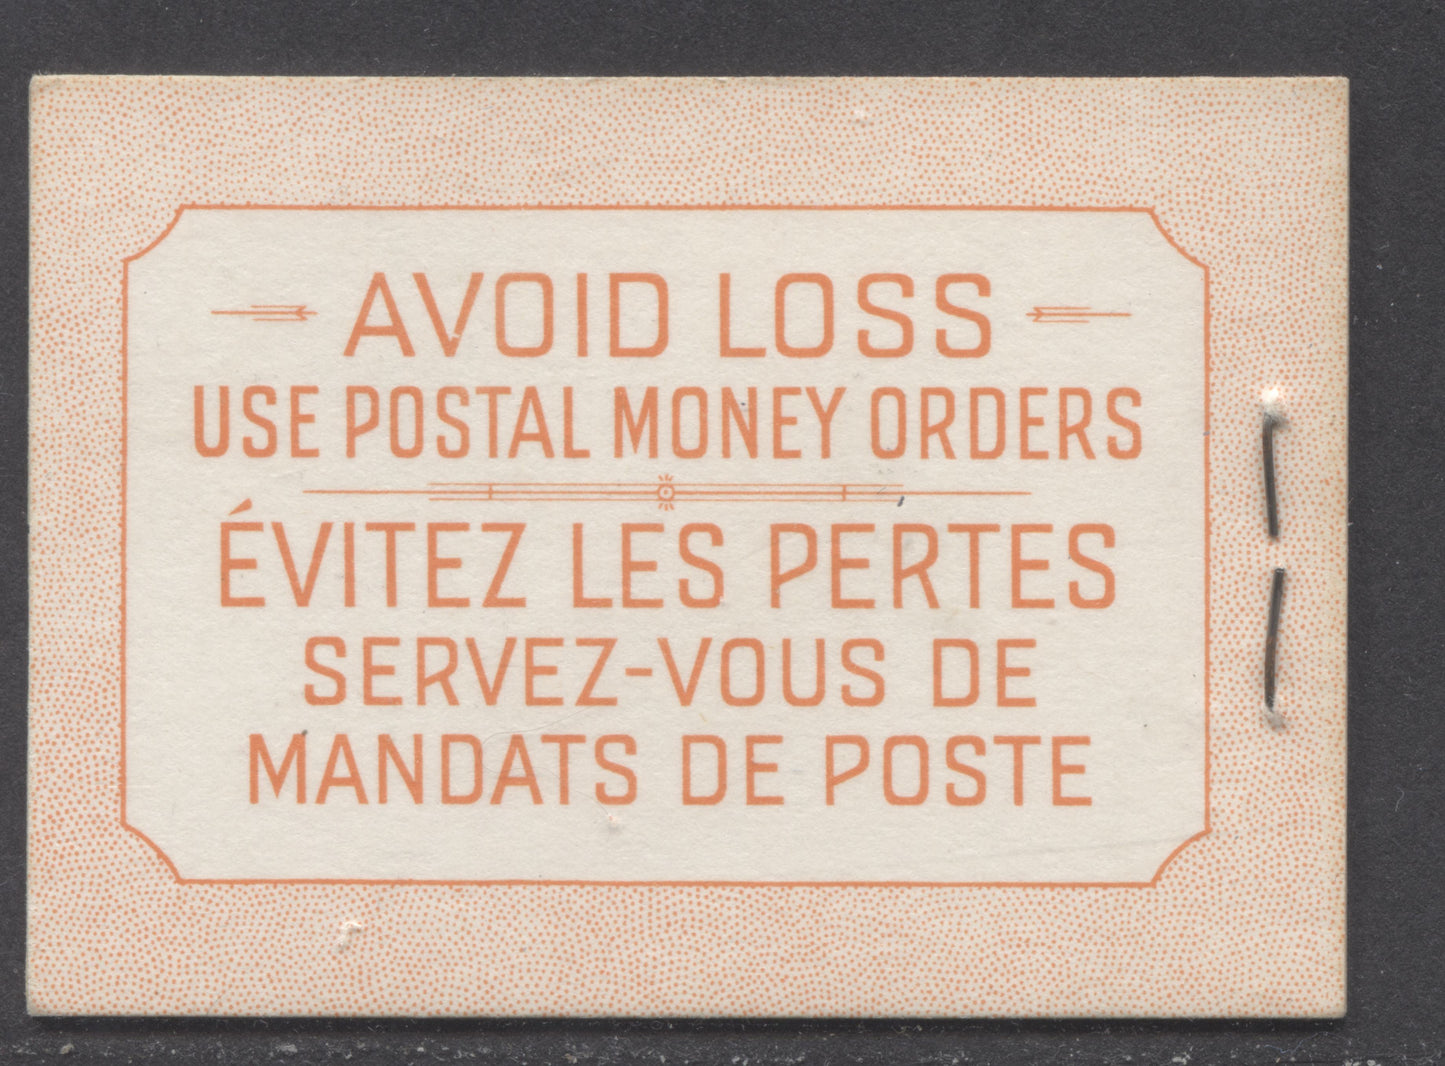 AVOID LOSS
USE POSTAL MONEY ORDERS
ÉVITEZ LES PERTES
SERVEZ-VOUS DE
MANDATS DE POSTE